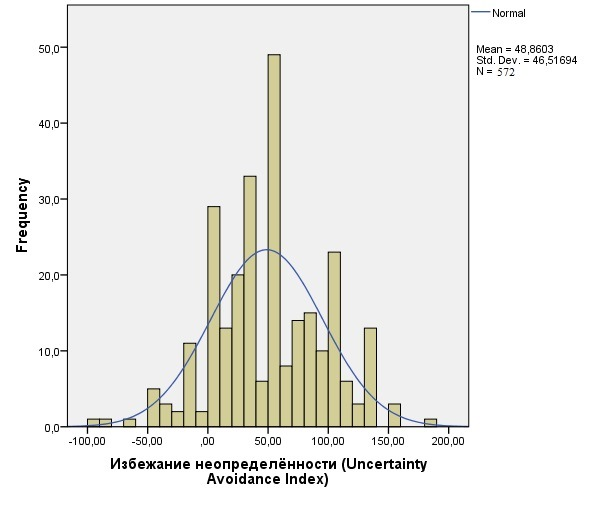 Normal
Mean = 48,8603
Std. Dev. = 46,51694
N = 572
Frequency
50,0
40,0
30,0
20,0
10,0
0,0
-100,00 -50,00 ,00 50,00 100,00 150,00 200,00
Избежание неопределённости (Uncertainty
Avoidance Index)